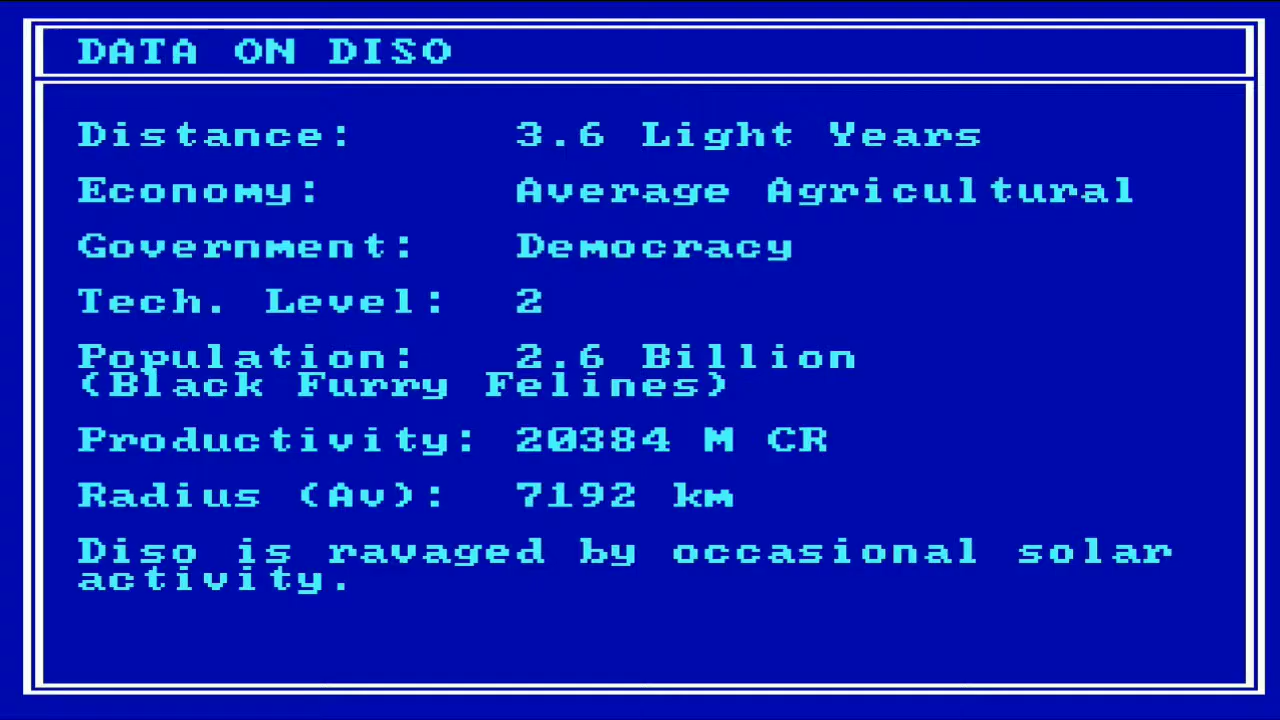 DATA ON DISO
Distance: 3.6 Light Years
Economy: Average Agricultural
Government: Democracy
Tech. Level: 2
Population: 2.6 Billion
(Black Furry Felines)
Productivity: 20384 M CR
Radius (Av): 7192 km
Diso is ravaged by occasional solar
activity.